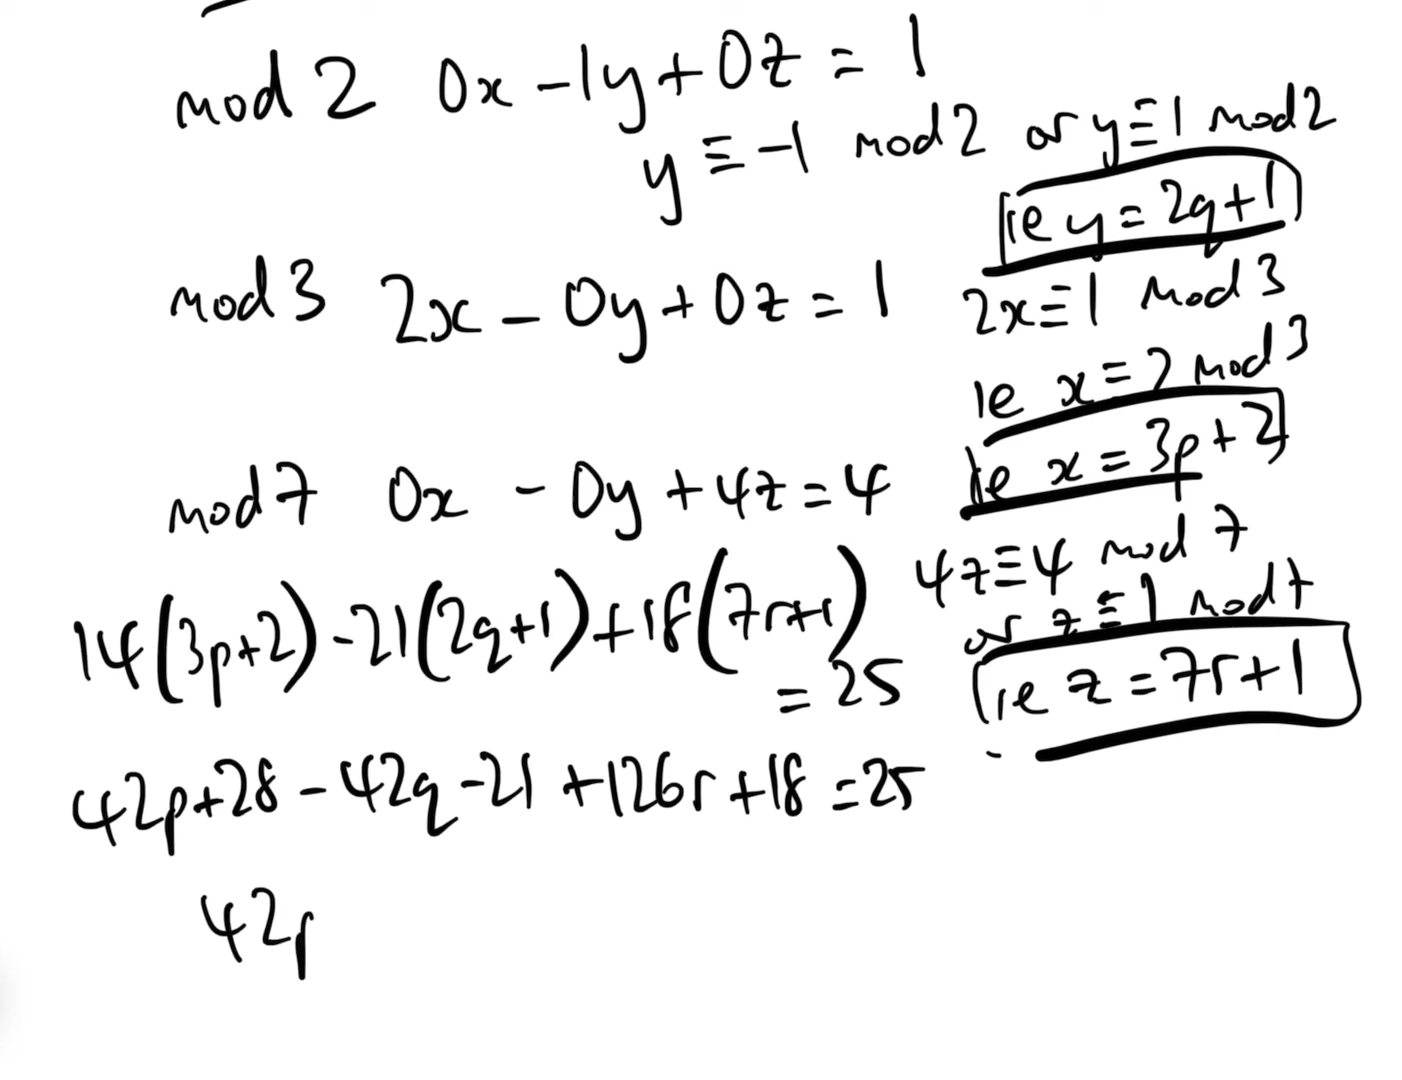 mod 2 0x - 1y + 0z = 1
y ≡ -1 mod 2 or y ≡ 1 mod 2
ie y = 2q + 1
mod 3 2x - 0y + 0z = 1
2x ≡ 1 mod 3
ie x ≡ 2 mod 3
ie x = 3p + 2
mod 7 0x - 0y + 4z = 4
4z ≡ 4 mod 7
or z ≡ 1 mod 7
ie z = 7r + 1
14(3p+2) - 21(2q+1) + 18(7r+1)
= 25
42p + 28 - 42q - 21 + 126r + 18 = 25
42p